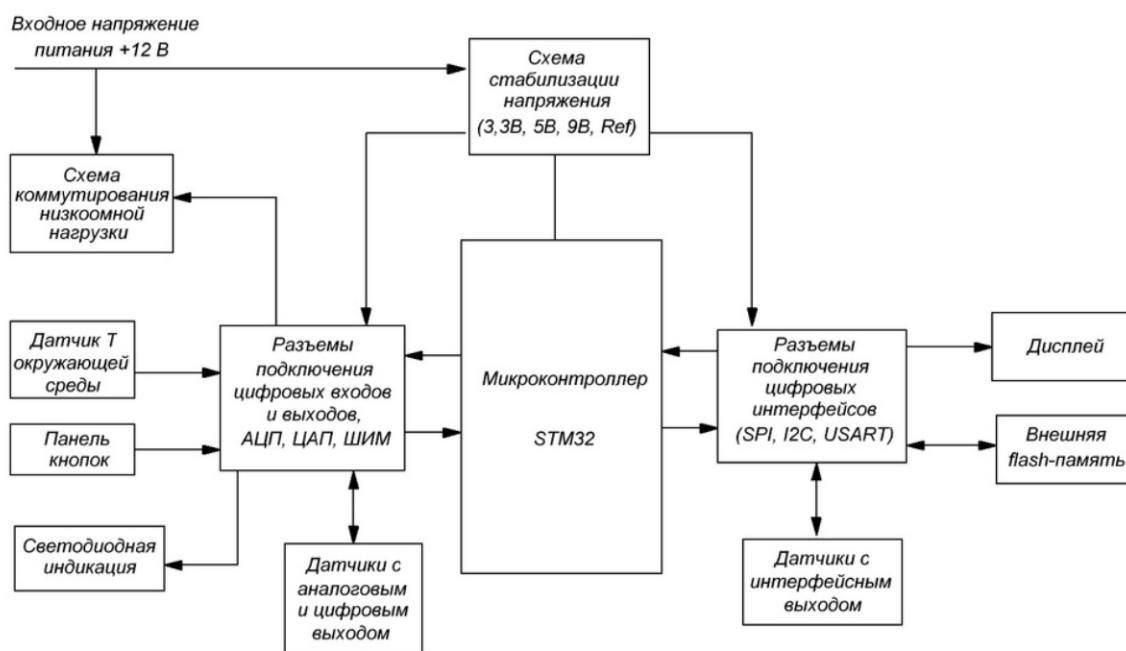 Входное напряжение
питания +12 В
Схема
стабилизации
напряжения
(3,3В, 5В, 9В, Ref)
Схема
коммутирования
низкоомной
нагрузки
Датчик Т
окружающей
среды
Панель
кнопок
Светодиодная
индикация
Разъемы
подключения
цифровых входов
и выходов,
АЦП, ЦАП, ШИМ
Датчики с
аналоговым
и цифровым
выходом
Микроконтроллер
STM32
Разъемы
подключения
цифровых
интерфейсов
(SPI, I2C, USART)
Датчики с
интерфейсным
выходом
Дисплей
Внешняя
flash-память